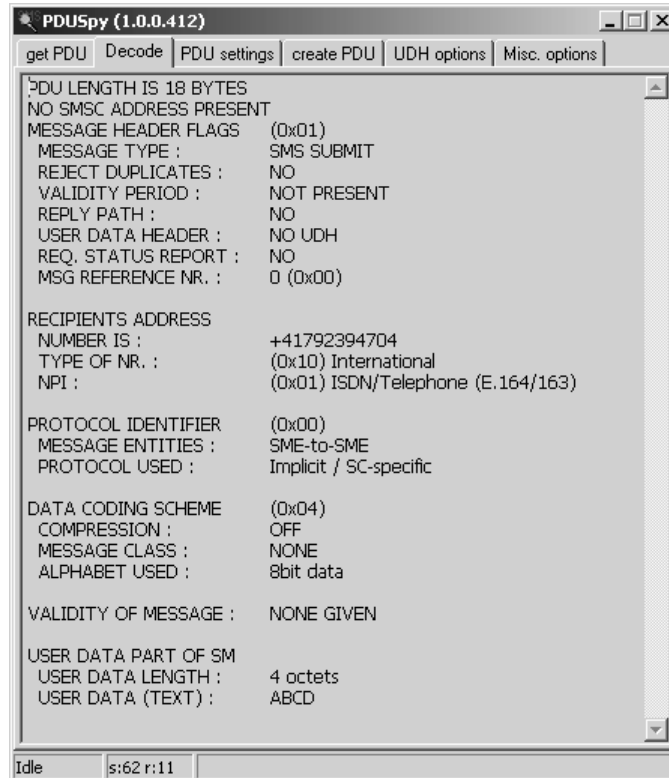 PDUSpy (1.0.0.412)
get PDU Decode PDU settings create PDU UDH options Misc. options
PDU LENGTH IS 18 BYTES
NO SMSC ADDRESS PRESENT
MESSAGE HEADER FLAGS (0x01)
MESSAGE TYPE : SMS SUBMIT
REJECT DUPLICATES : NO
VALIDITY PERIOD : NOT PRESENT
REPLY PATH : NO
USER DATA HEADER : NO UDH
REQ. STATUS REPORT : NO
MSG REFERENCE NR. : 0 (0x00)
RECIPIENTS ADDRESS
NUMBER IS : +41792394704
TYPE OF NR. : (0x10) International
NPI : (0x01) ISDN/Telephone (E.164/163)
PROTOCOL IDENTIFIER (0x00)
MESSAGE ENTITIES : SME-to-SME
PROTOCOL USED : Implicit / SC-specific
DATA CODING SCHEME (0x04)
COMPRESSION : OFF
MESSAGE CLASS : NONE
ALPHABET USED : 8bit data
VALIDITY OF MESSAGE : NONE GIVEN
USER DATA PART OF SM
USER DATA LENGTH : 4 octets
USER DATA (TEXT) : ABCD
Idle s:62 r:11